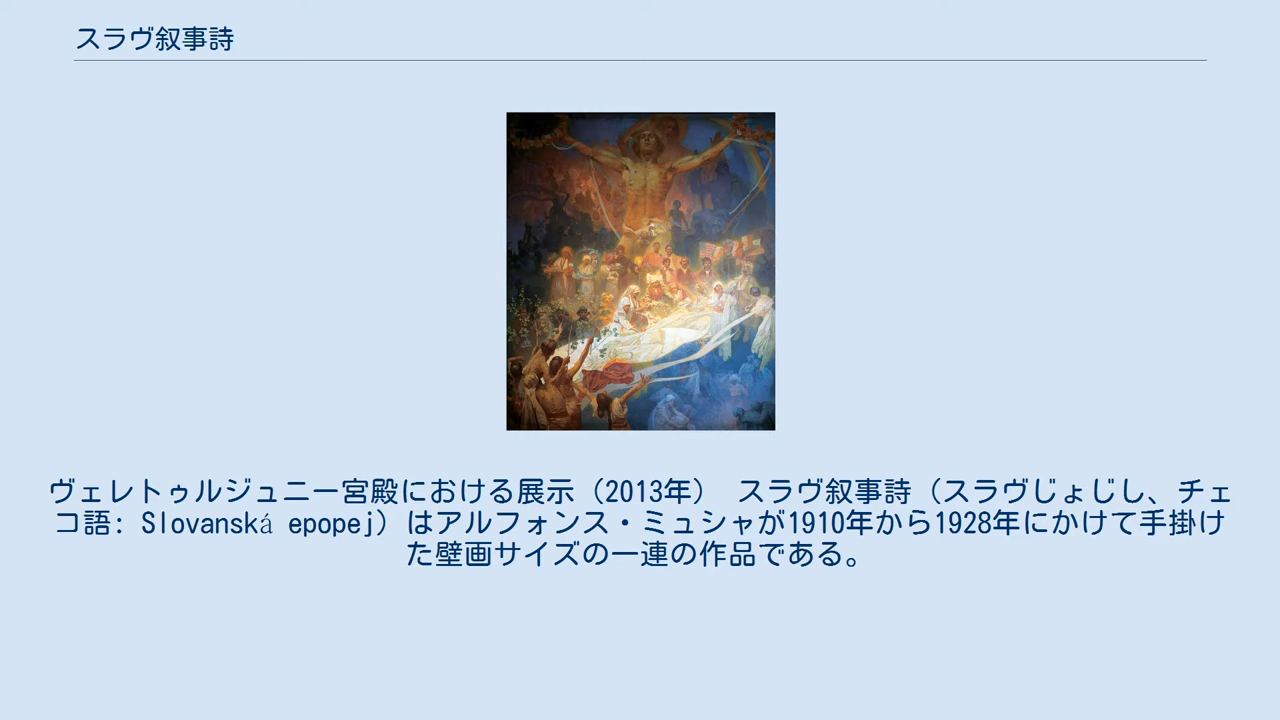 スラヴ叙事詩
ヴェレトゥルジュニー宮殿における展示（2013年） スラヴ叙事詩（スラヴじょじし、チェ
コ語: Slovanská epopej）はアルフォンス・ミュシャが1910年から1928年にかけて手掛け
た壁画サイズの一連の作品である。